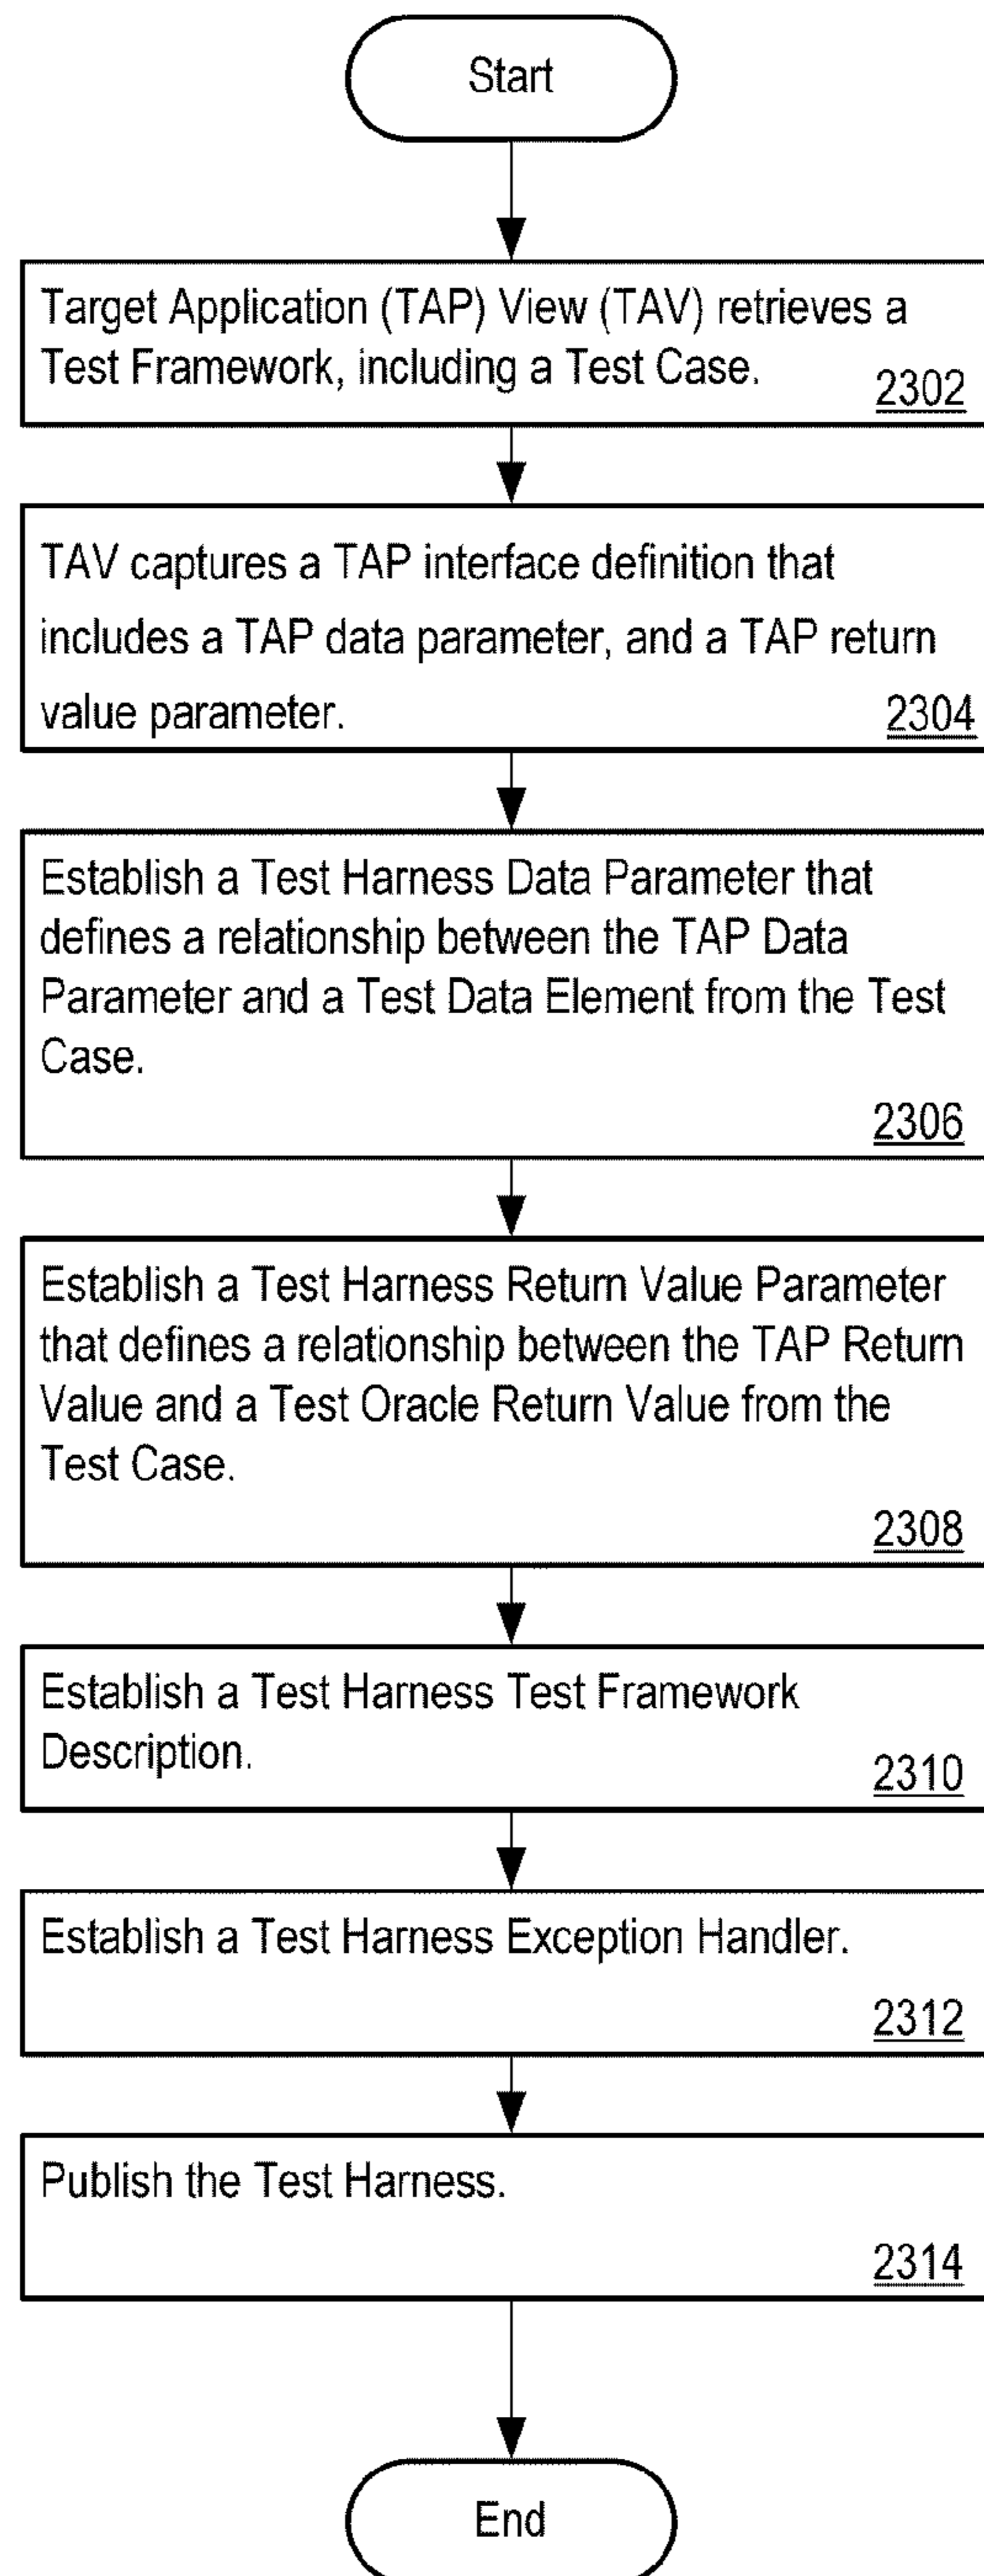 Start
Target Application (TAP) View (TAV) retrieves a
Test Framework, including a Test Case.
2302
TAV captures a TAP interface definition that
includes a TAP data parameter, and a TAP return
value parameter.
2304
Establish a Test Harness Data Parameter that
defines a relationship between the TAP Data
Parameter and a Test Data Element from the Test
Case.
2306
Establish a Test Harness Return Value Parameter
that defines a relationship between the TAP Return
Value and a Test Oracle Return Value from the
Test Case.
2308
Establish a Test Harness Test Framework
Description.
2310
Establish a Test Harness Exception Handler.
2312
Publish the Test Harness.
2314
End